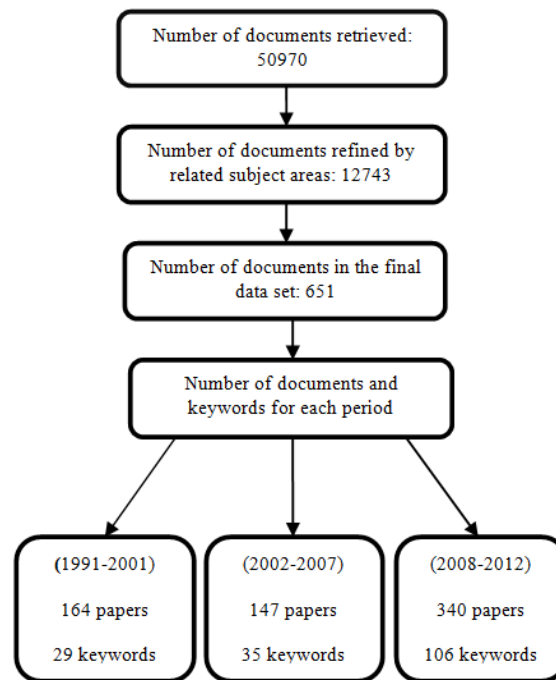 Number of documents retrieved:
50970
Number of documents refined by
related subject areas: 12743
Number of documents in the final
data set: 651
Number of documents and
keywords for each period
(1991-2001)
164 papers
29 keywords
(2002-2007)
147 papers
35 keywords
(2008-2012)
340 papers
106 keywords